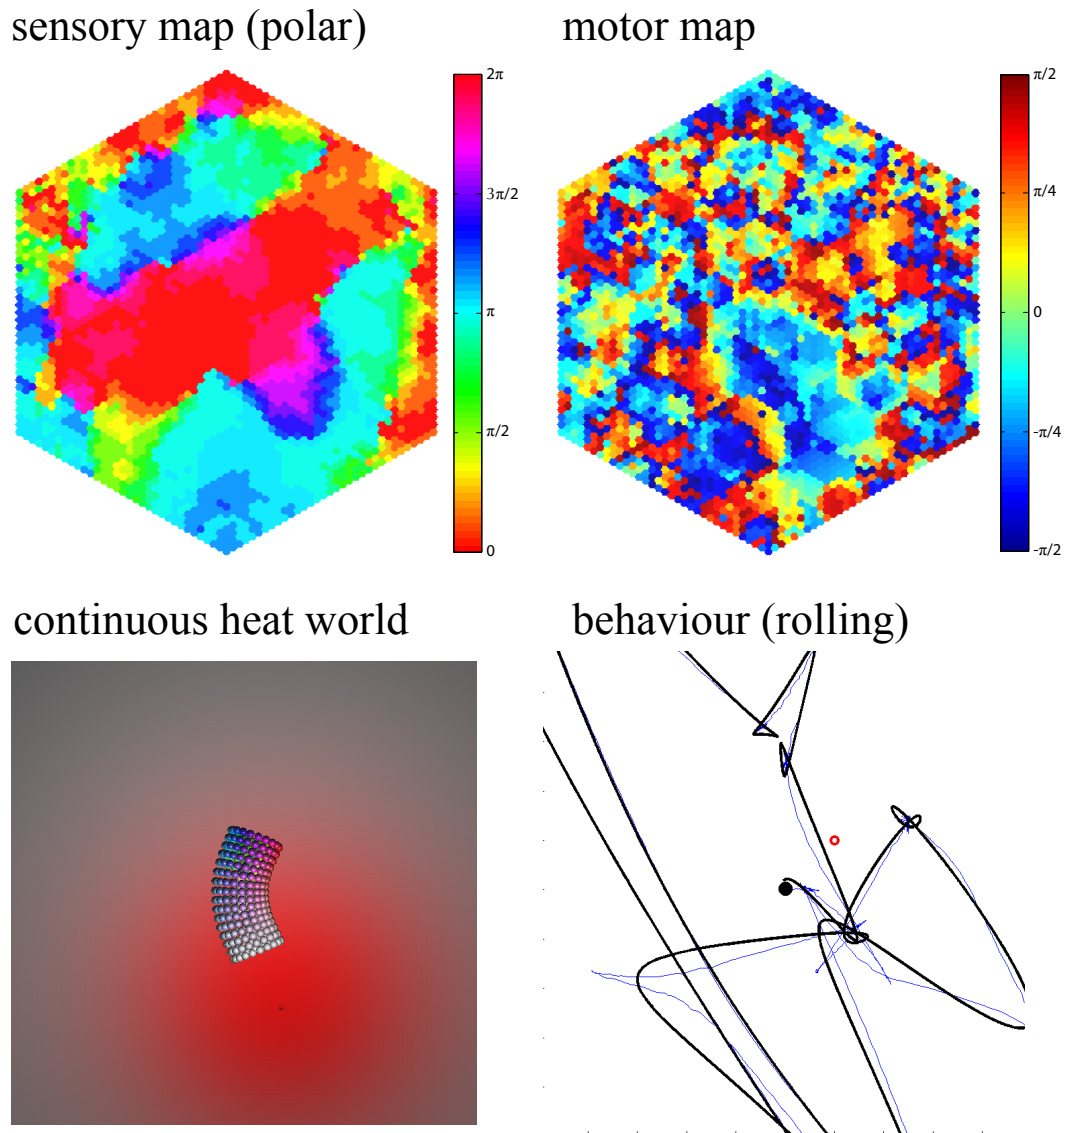 sensory map (polar)
motor map
2π
3π/2
π
π/2
0
π/2
π/4
0
-π/4
-π/2
continuous heat world
behaviour (rolling)